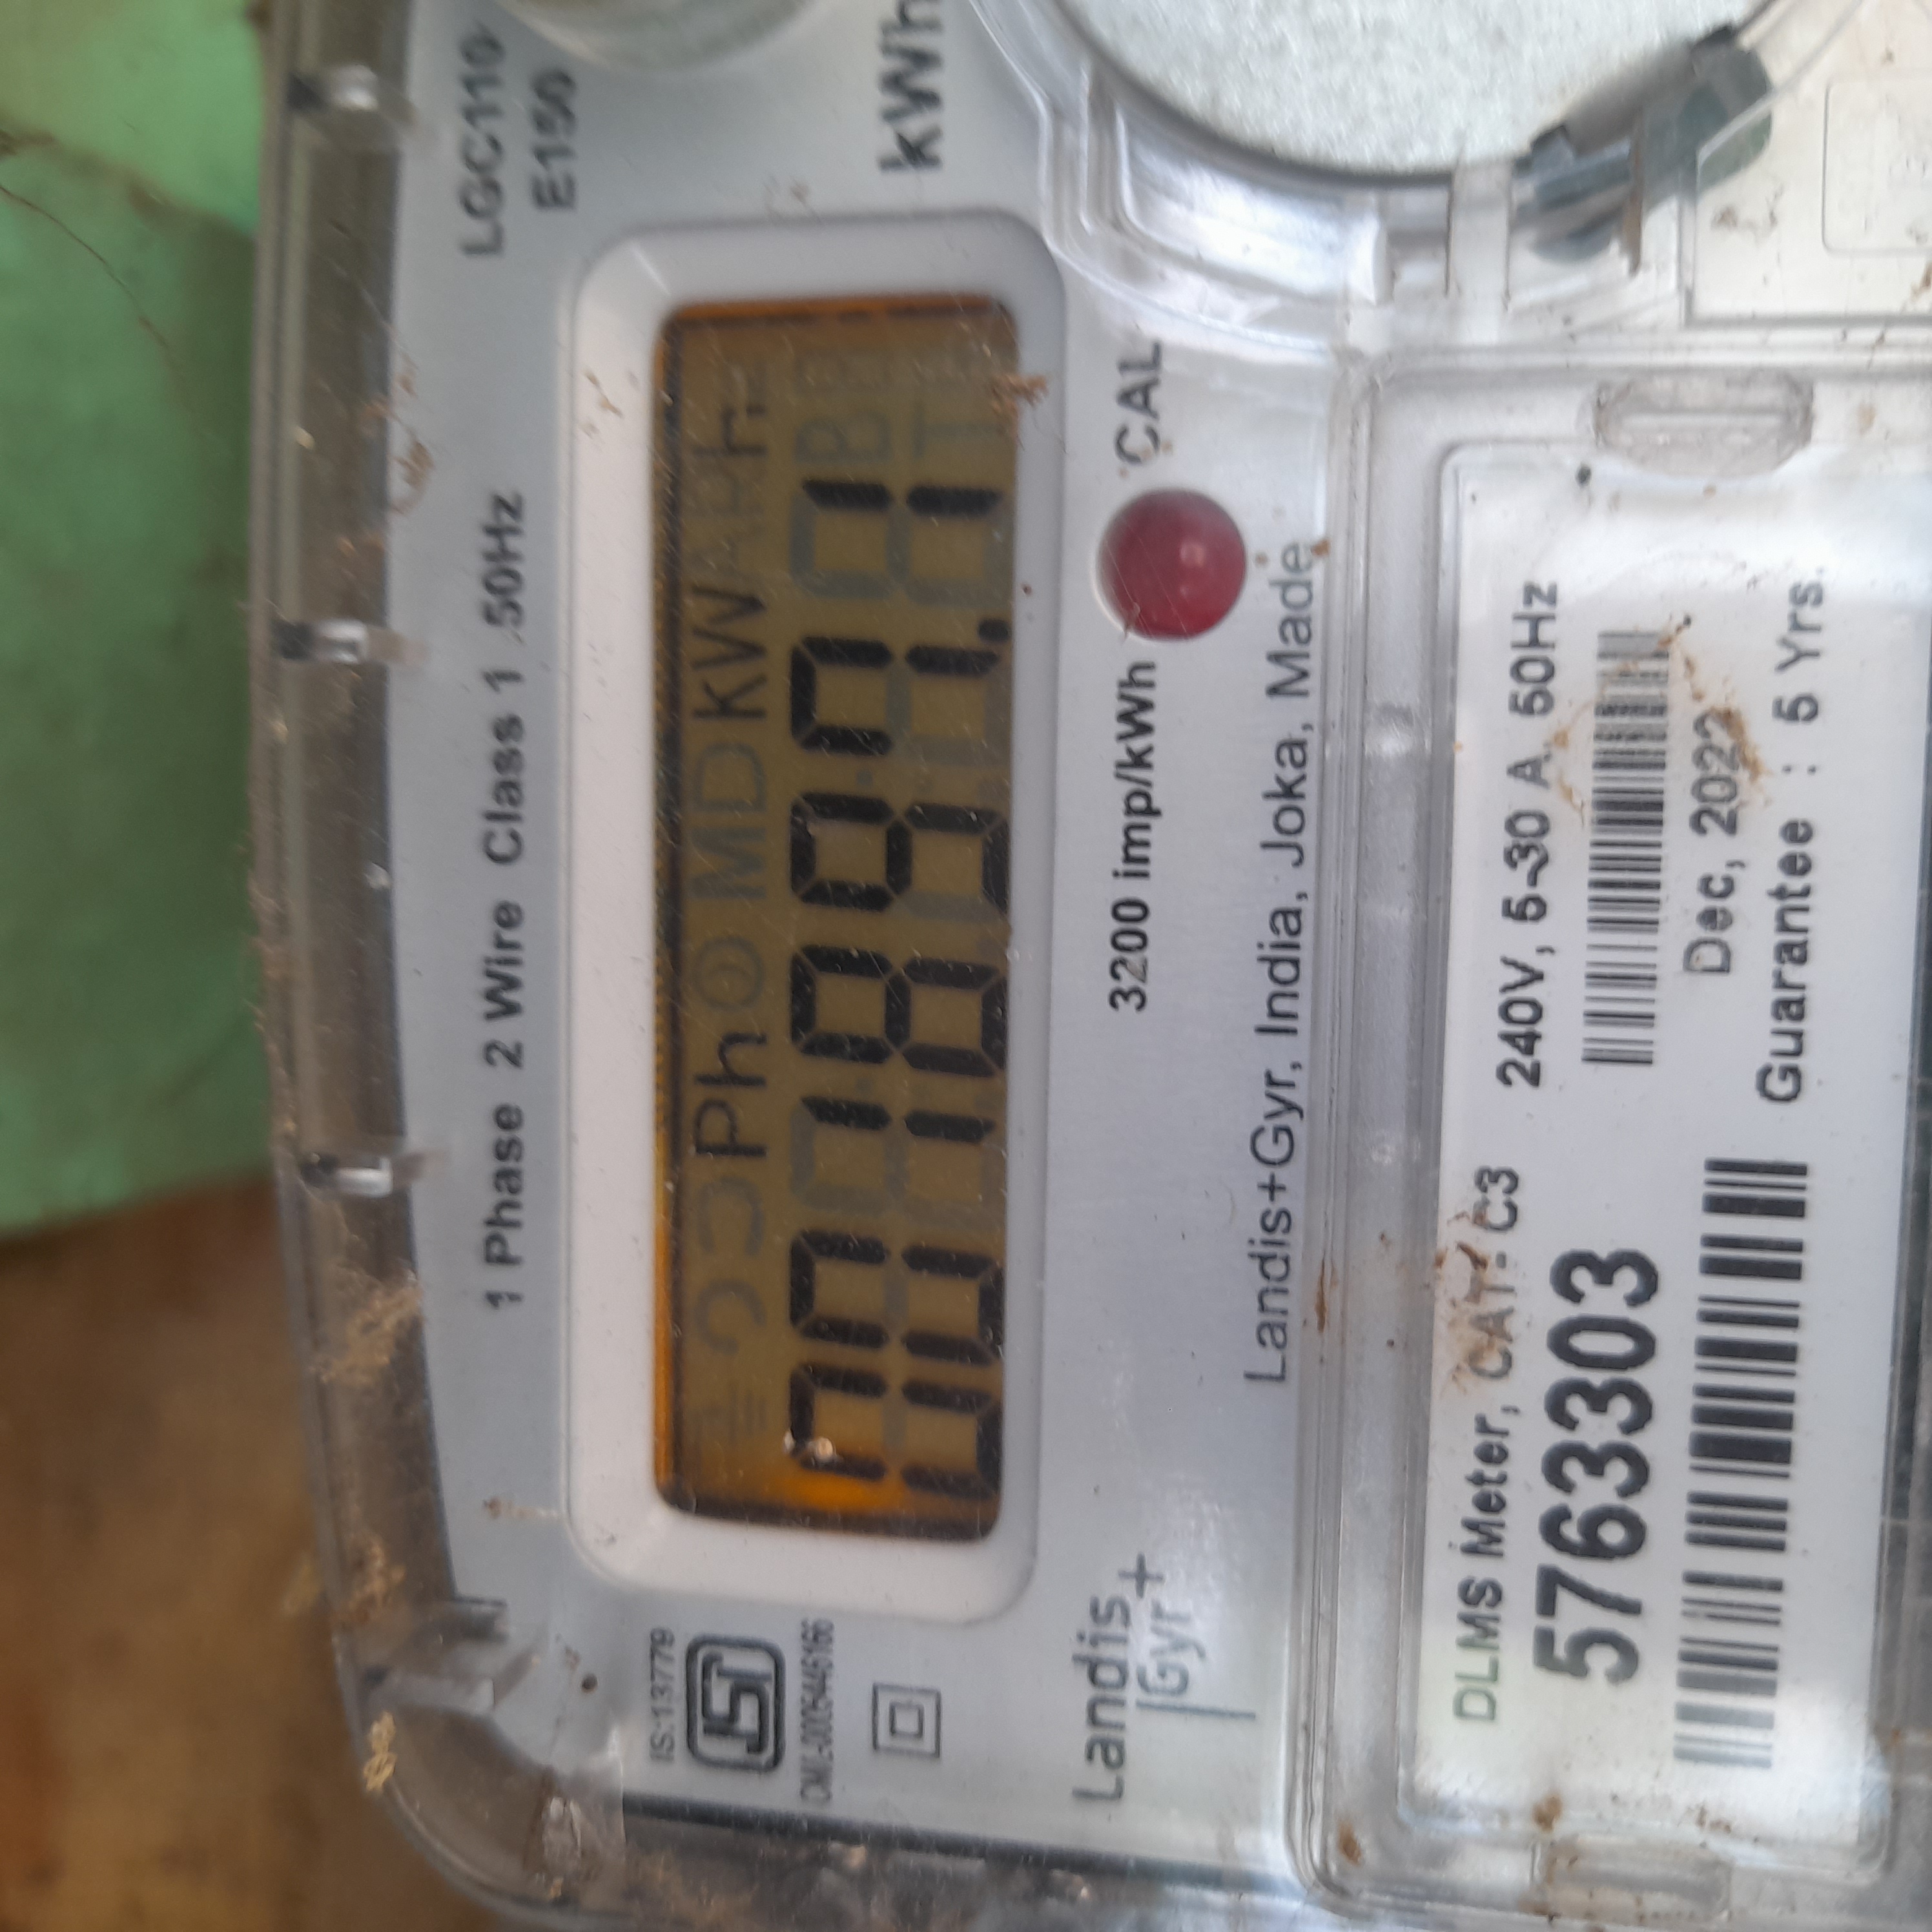 LGC110
E150
1 Phase 2 Wire Class 1 .50Hz
kWh
IS:13779
Ph KW H
001897.1
3200 imp/kWh
CAL
Landis
Gyr+
Landis+Gyr, India, Joka, Made
DLMS Meter, CAT- C3 240V, 5-30 A 50Hz
5763303
Dec, 2022
Guarantee : 5 Yrs.